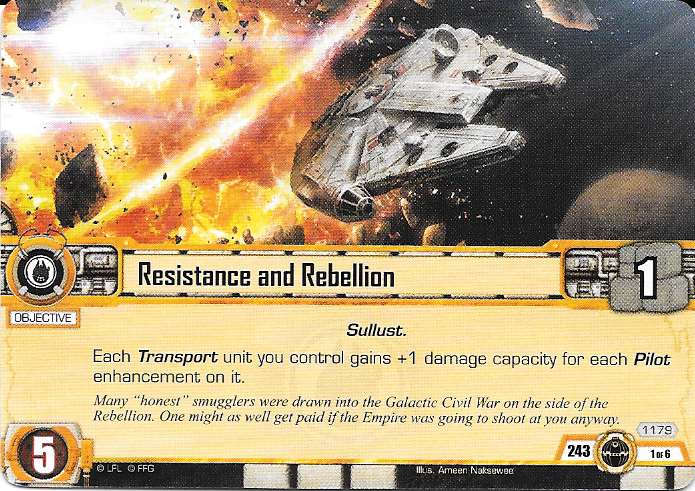 Resistance and Rebellion
1
OBJECTIVE
Sullust.
Each Transport unit you control gains +1 damage capacity for each Pilot
enhancement on it.
Many “honest” smugglers were drawn into the Galactic Civil War on the side of the
Rebellion. One might as well get paid if the Empire was going to shoot at you anyway.
5
© LFL © FFG
Illus. Ameen Naksewee
1179
243
1 OF 6